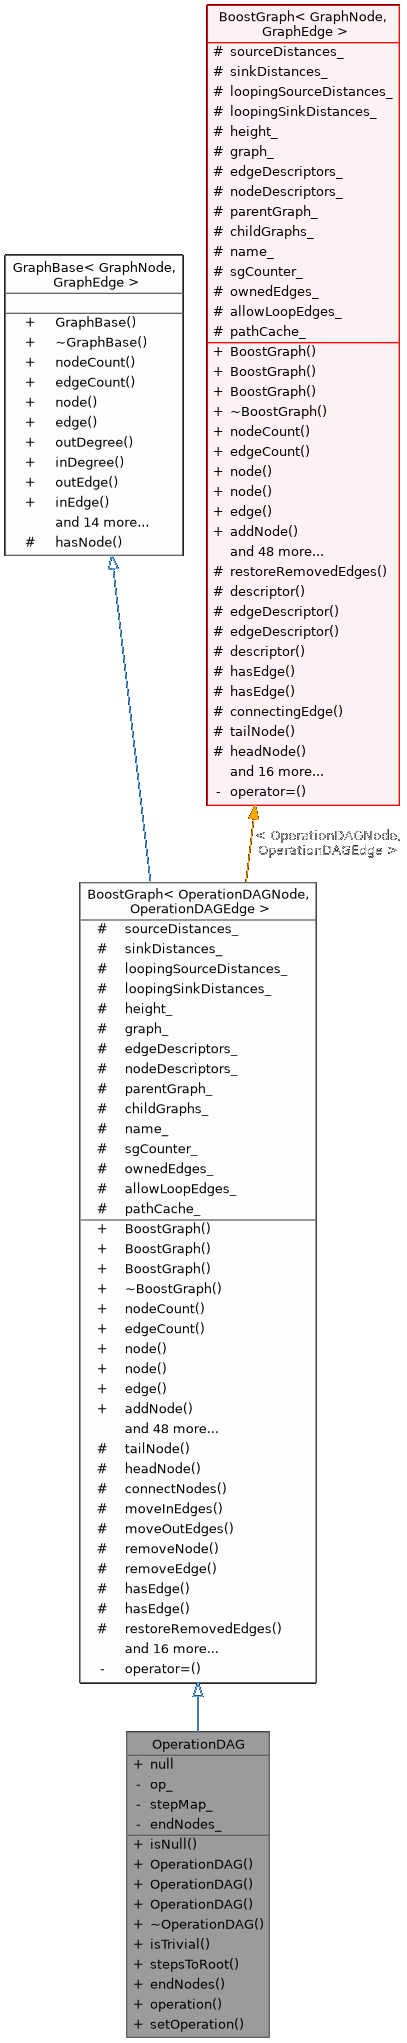 BoostGraph< GraphNode,
GraphEdge >
# sourceDistances_
# sinkDistances_
# loopingSourceDistances_
# loopingSinkDistances_
# height_
# graph_
# edgeDescriptors_
# nodeDescriptors_
# parentGraph_
# childGraphs_
# name_
# sgCounter_
# ownedEdges_
# allowLoopEdges_
# pathCache_
+ BoostGraph()
+ BoostGraph()
+ BoostGraph()
+ ~BoostGraph()
+ nodeCount()
+ edgeCount()
+ node()
+ node()
+ edge()
+ addNode()
and 48 more...
# restoreRemovedEdges()
# descriptor()
# edgeDescriptor()
# edgeDescriptor()
# descriptor()
# hasEdge()
# hasEdge()
# connectingEdge()
# tailNode()
# headNode()
and 16 more...
- operator=()
GraphBase< GraphNode,
GraphEdge >
+ GraphBase()
+ ~GraphBase()
+ nodeCount()
+ edgeCount()
+ node()
+ edge()
+ outDegree()
+ inDegree()
+ outEdge()
+ inEdge()
and 14 more...
# hasNode()
< OperationDAGNode,
OperationDAGEdge >
BoostGraph< OperationDAGNode,
OperationDAGEdge >
# sourceDistances_
# sinkDistances_
# loopingSourceDistances_
# loopingSinkDistances_
# height_
# graph_
# edgeDescriptors_
# nodeDescriptors_
# parentGraph_
# childGraphs_
# name_
# sgCounter_
# ownedEdges_
# allowLoopEdges_
# pathCache_
+ BoostGraph()
+ BoostGraph()
+ BoostGraph()
+ ~BoostGraph()
+ nodeCount()
+ edgeCount()
+ node()
+ node()
+ edge()
+ addNode()
and 48 more...
# tailNode()
# headNode()
# connectNodes()
# moveInEdges()
# moveOutEdges()
# removeNode()
# removeEdge()
# hasEdge()
# hasEdge()
# restoreRemovedEdges()
and 16 more...
- operator=()
OperationDAG
+ null
- op_
- stepMap_
- endNodes_
+ isNull()
+ OperationDAG()
+ OperationDAG()
+ OperationDAG()
+ ~OperationDAG()
+ isTrivial()
+ stepsToRoot()
+ endNodes()
+ operation()
+ setOperation()